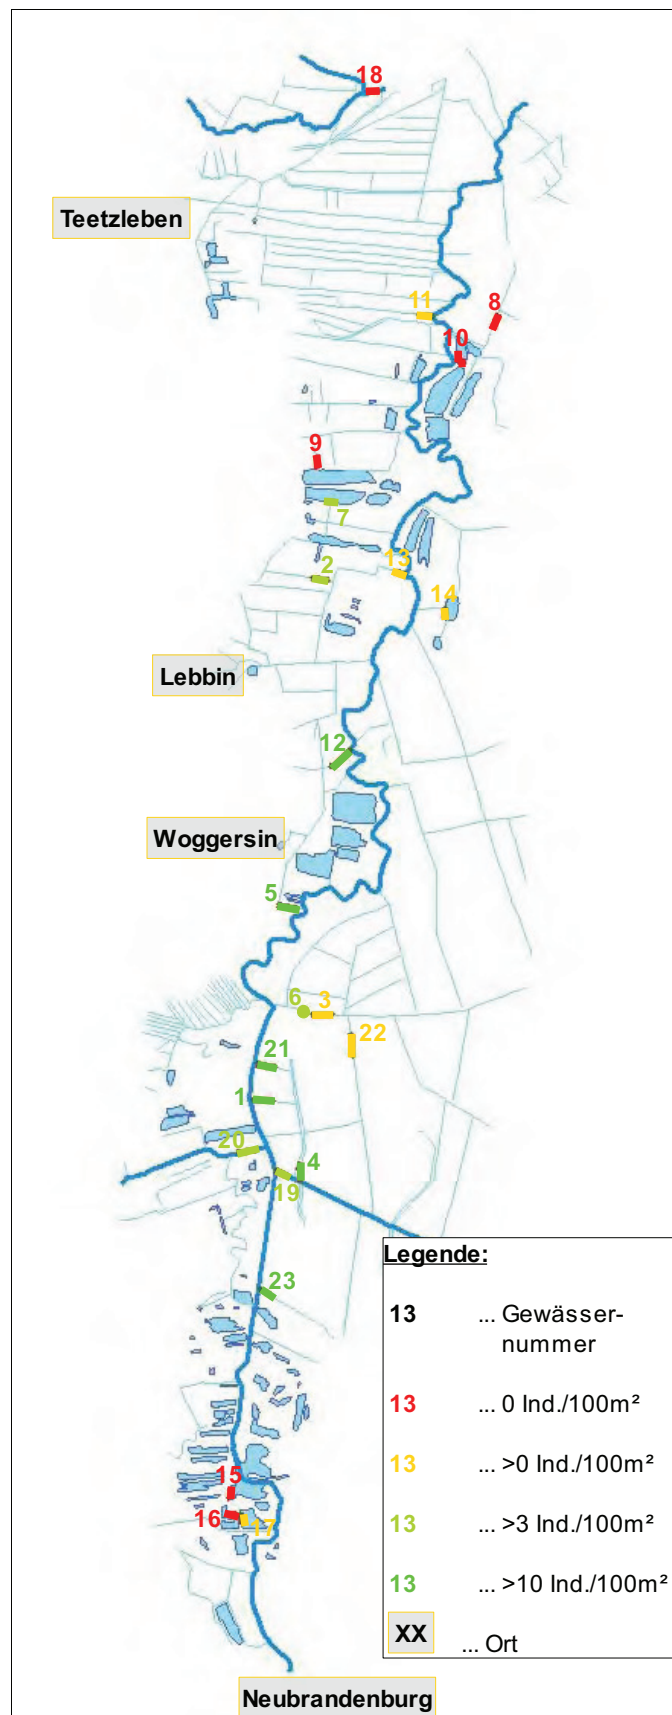 18
Teetzleben
11
8
10
9
7
2
13
14
Lebbin
12
Woggersin
5
6
3
22
21
1
20
4
19
23
Legende:
13 ... Gewässer-
nummer
13 ... 0 Ind./100m²
13 ... >0 Ind./100m²
13 ... >3 Ind./100m²
13 ... >10 Ind./100m²
XX ... Ort
15
16
17
Neubrandenburg